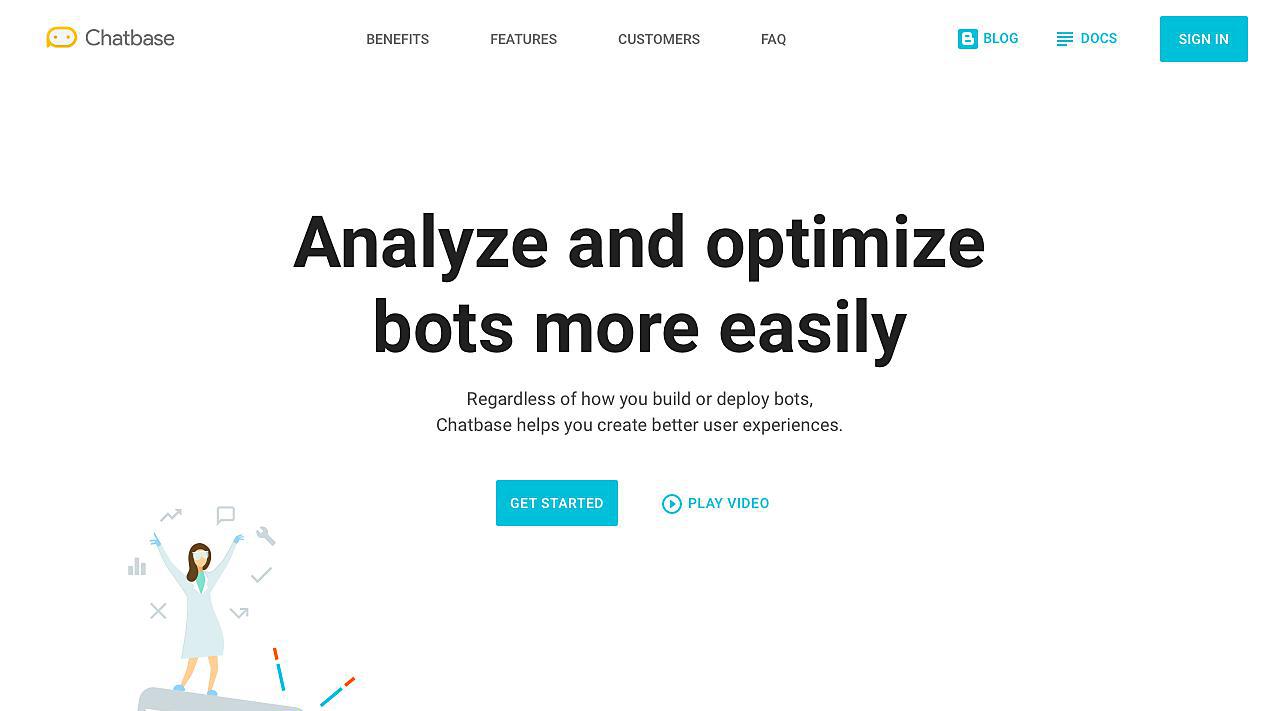 Chatbase
BENEFITS
FEATURES
CUSTOMERS
FAQ
BLOG
DOCS
SIGN IN
Analyze and optimize
bots more easily
Regardless of how you build or deploy bots,
Chatbase helps you create better user experiences.
GET STARTED
PLAY VIDEO